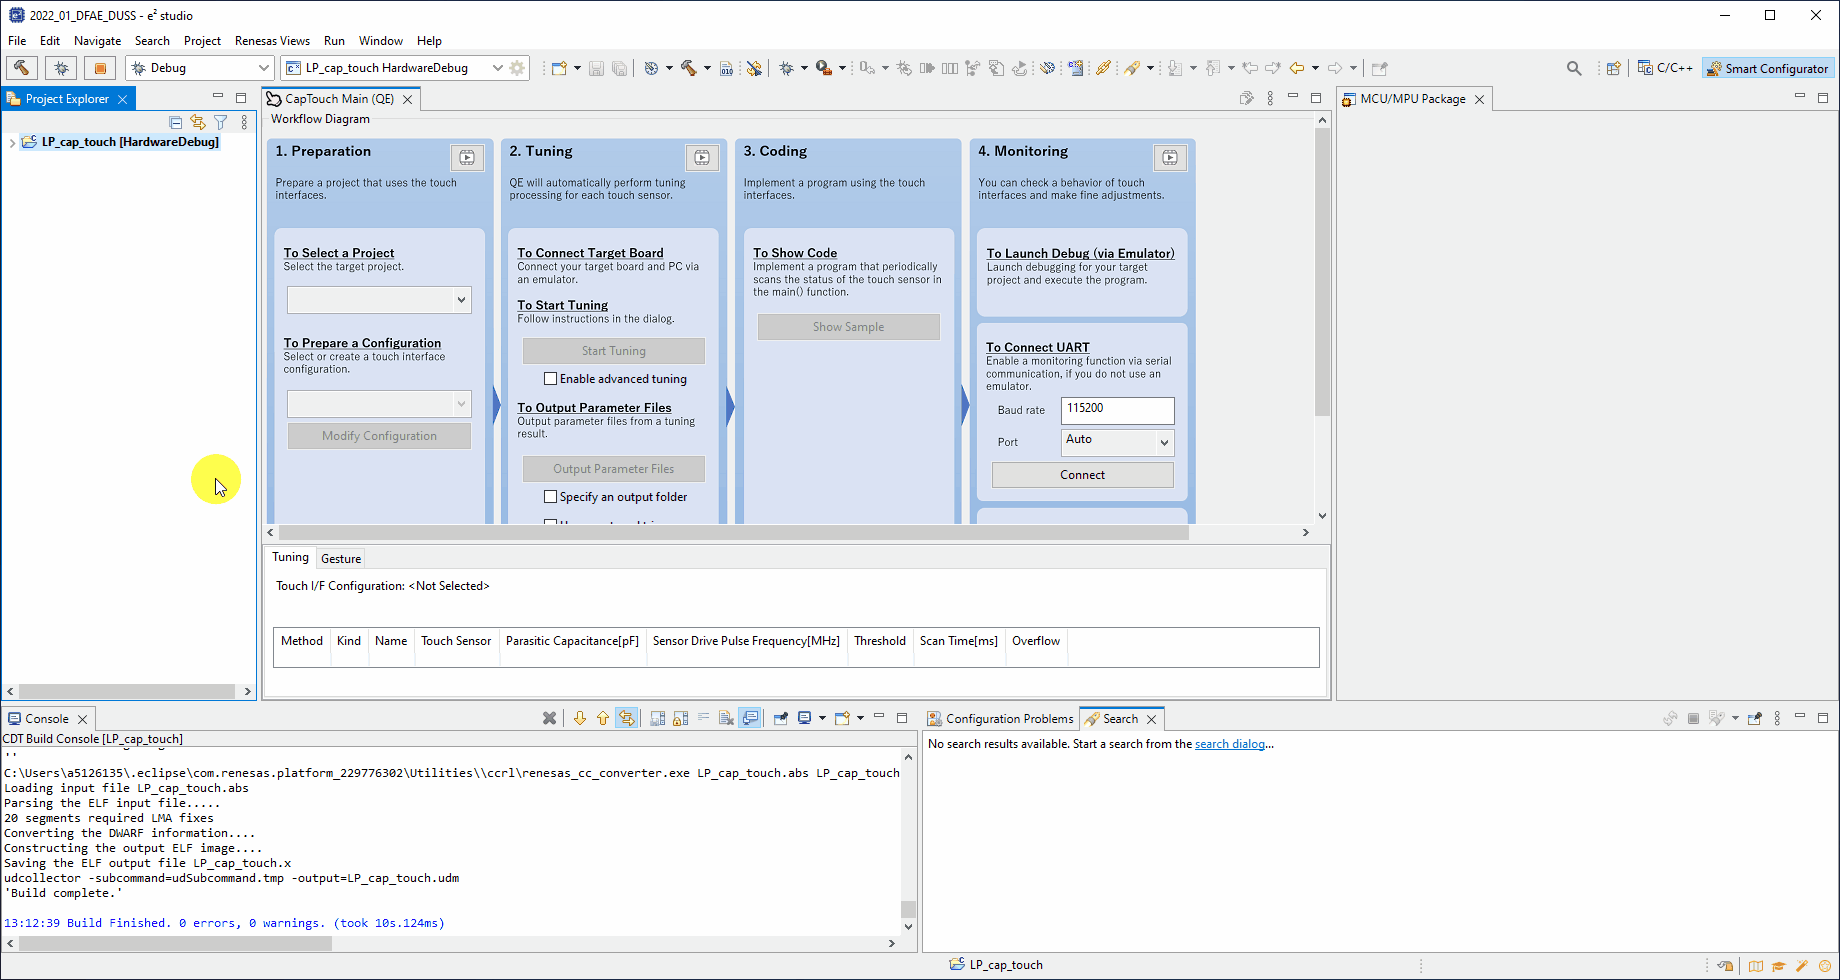 2022_01_DFAE_DUSS - e² studio
File Edit Navigate Search Project Renesas Views Run Window Help
Debug
LP_cap_touch HardwareDebug
C/C++
Smart Configurator
Project Explorer
LP_cap_touch [HardwareDebug]
CapTouch Main (QE)
Workflow Diagram
1. Preparation
Prepare a project that uses the touch
interfaces.
To Select a Project
Select the target project.
To Prepare a Configuration
Select or create a touch interface
configuration.
Modify Configuration
2. Tuning
QE will automatically perform tuning
processing for each touch sensor.
To Connect Target Board
Connect your target board and PC via
an emulator.
To Start Tuning
Follow instructions in the dialog.
Start Tuning
Enable advanced tuning
To Output Parameter Files
Output parameter files from a tuning
result.
Output Parameter Files
Specify an output folder
3. Coding
Implement a program using the touch
interfaces.
To Show Code
Implement a program that periodically
scans the status of the touch sensor in
the main() function.
Show Sample
4. Monitoring
You can check a behavior of touch
interfaces and make fine adjustments.
To Launch Debug (via Emulator)
Launch debugging for your target
project and execute the program.
To Connect UART
Enable a monitoring function via serial
communication, if you do not use an
emulator.
Baud rate 115200
Port Auto
Connect
MCU/MPU Package
Tuning Gesture
Touch I/F Configuration: <Not Selected>
Method Kind Name Touch Sensor Parasitic Capacitance[pF] Sensor Drive Pulse Frequency[MHz] Threshold Scan Time[ms] Overflow
Console
CDT Build Console [LP_cap_touch]
''
C:\Users\a5126135\.eclipse\com.renesas.platform_229776302\Utilities\\ccrl\renesas_cc_converter.exe LP_cap_touch.abs LP_cap_touch
Loading input file LP_cap_touch.abs
Parsing the ELF input file.....
20 segments required LMA fixes
Converting the DWARF information....
Constructing the output ELF image....
Saving the ELF output file LP_cap_touch.x
udcollector -subcommand=udSubcommand.tmp -output=LP_cap_touch.udm
'Build complete.'
13:12:39 Build Finished. 0 errors, 0 warnings. (took 10s.124ms)
Configuration Problems
Search
No search results available. Start a search from the search dialog...
LP_cap_touch